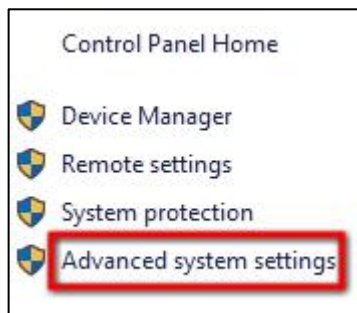 Control Panel Home
Device Manager
Remote settings
System protection
Advanced system settings